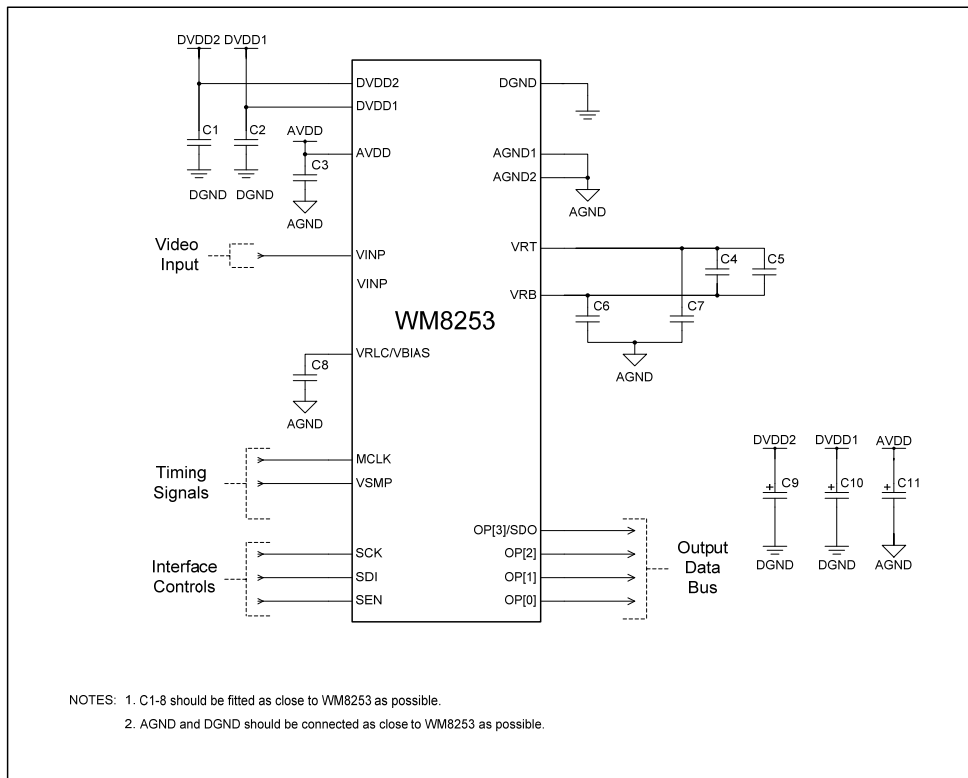 DVDD2 DVDD1
DVDD2 DGND
DVDD1
C1 C2 AVDD
AVDD AGND1
C3
AGND2
DGND DGND
AGND AGND
Video
Input
VINP VRT
C4 C5
VINP VRB
C6 C7
WM8253
VRLC/VBIAS
C8 AGND
AGND
DVDD2 DVDD1 AVDD
Timing
Signals
MCLK
VSMP
+ C9 + C10 + C11
OP[3]/SDO
Interface
Controls
SCK OP[2]
SDI OP[1]
SEN OP[0]
Output
Data
Bus
DGND DGND AGND
NOTES: 1. C1-8 should be fitted as close to WM8253 as possible.
2. AGND and DGND should be connected as close to WM8253 as possible.